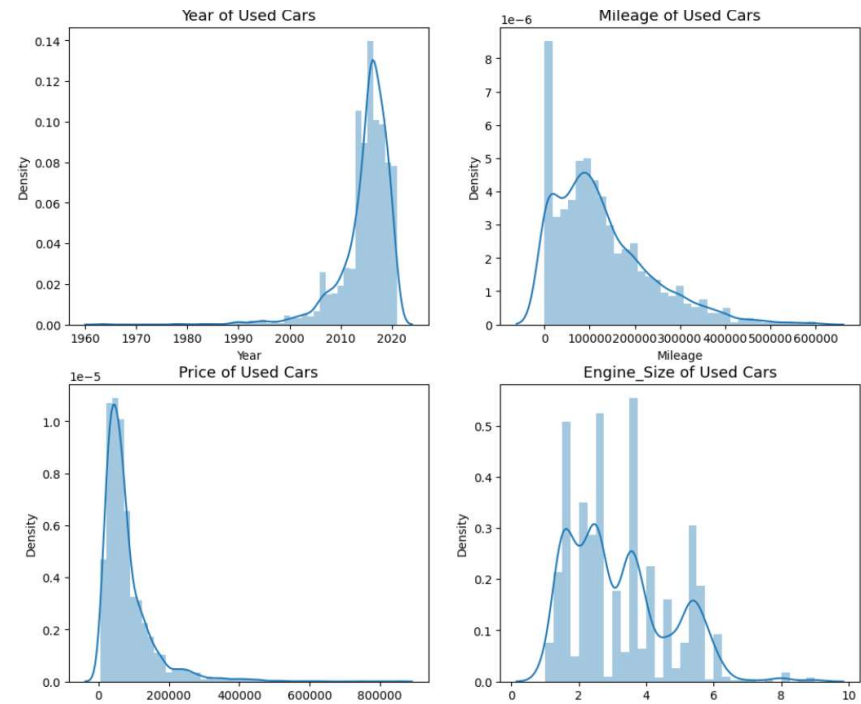 Year of Used Cars
0.14
0.12
0.10
0.08
0.06
0.04
0.02
0.00
Density
1960 1970 1980 1990 2000 2010 2020
Year
Mileage of Used Cars
1e−6
8
7
6
5
4
3
2
1
0
Density
0 100000 200000 300000 400000 500000 600000
Mileage
Price of Used Cars
1e−5
1.0
0.8
0.6
0.4
0.2
0.0
Density
0 200000 400000 600000 800000
Engine_Size of Used Cars
0.5
0.4
0.3
0.2
0.1
0.0
Density
0 2 4 6 8 10